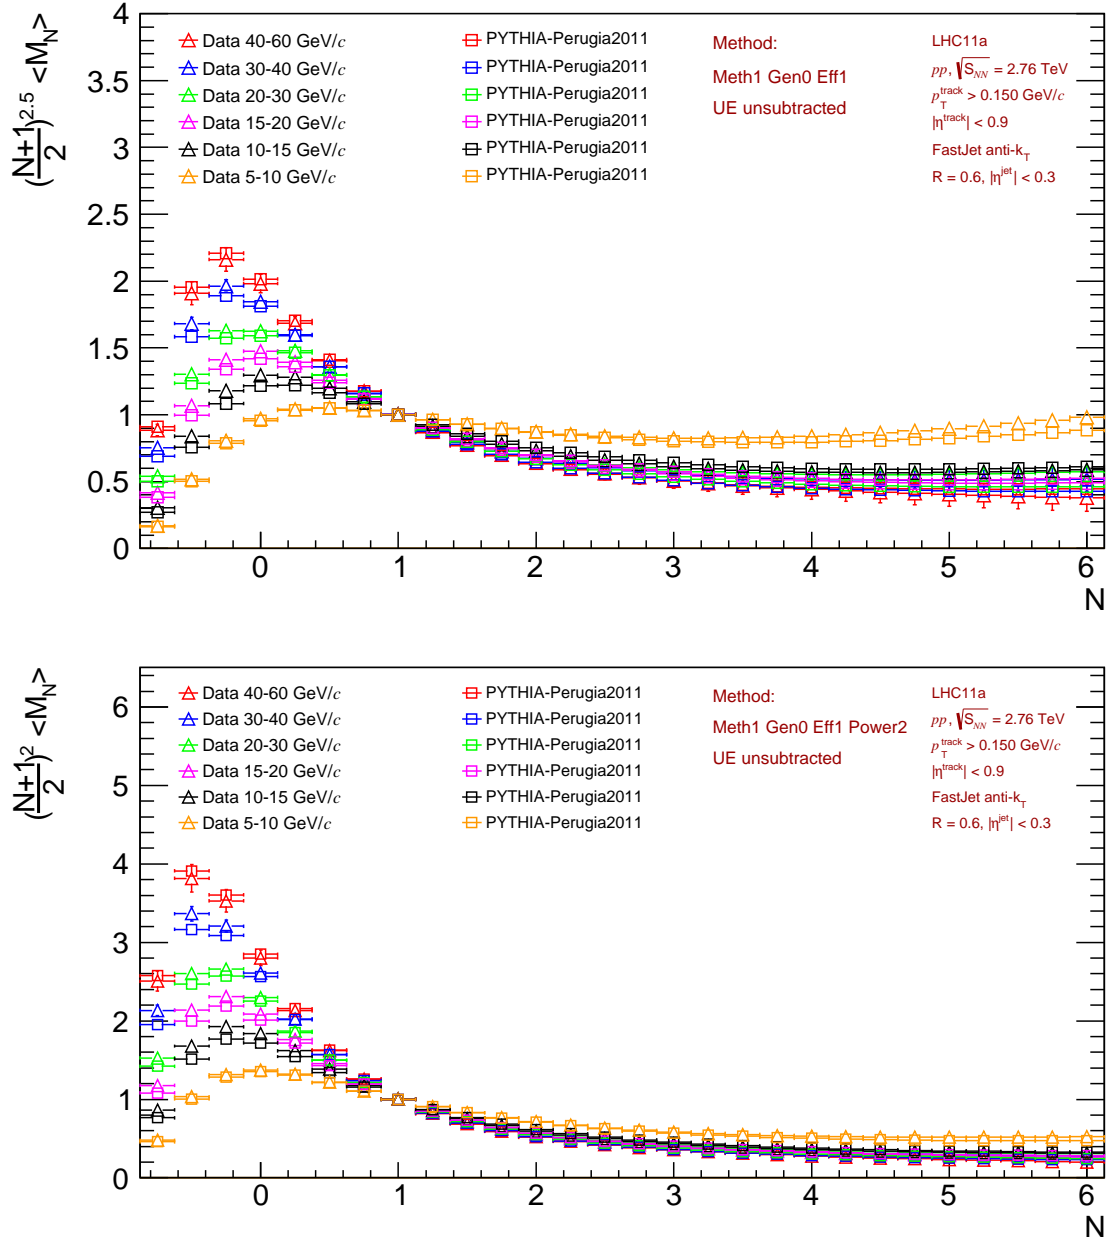 (N+1/2)^2.5 <M_N>
4
3.5
3
2.5
2
1.5
1
0.5
0
Data 40-60 GeV/c
Data 30-40 GeV/c
Data 20-30 GeV/c
Data 15-20 GeV/c
Data 10-15 GeV/c
Data 5-10 GeV/c
PYTHIA-Perugia2011
PYTHIA-Perugia2011
PYTHIA-Perugia2011
PYTHIA-Perugia2011
PYTHIA-Perugia2011
PYTHIA-Perugia2011
Method:
Meth1 Gen0 Eff1
UE unsubtracted
LHC11a
pp, √S_NN = 2.76 TeV
p_T^track > 0.150 GeV/c
|η^track| < 0.9
FastJet anti-k_T
R = 0.6, |η^jet| < 0.3
0 1 2 3 4 5 6
N
(N+1/2)^2 <M_N>
6
5
4
3
2
1
0
Data 40-60 GeV/c
Data 30-40 GeV/c
Data 20-30 GeV/c
Data 15-20 GeV/c
Data 10-15 GeV/c
Data 5-10 GeV/c
PYTHIA-Perugia2011
PYTHIA-Perugia2011
PYTHIA-Perugia2011
PYTHIA-Perugia2011
PYTHIA-Perugia2011
PYTHIA-Perugia2011
Method:
Meth1 Gen0 Eff1 Power2
UE unsubtracted
LHC11a
pp, √S_NN = 2.76 TeV
p_T^track > 0.150 GeV/c
|η^track| < 0.9
FastJet anti-k_T
R = 0.6, |η^jet| < 0.3
0 1 2 3 4 5 6
N